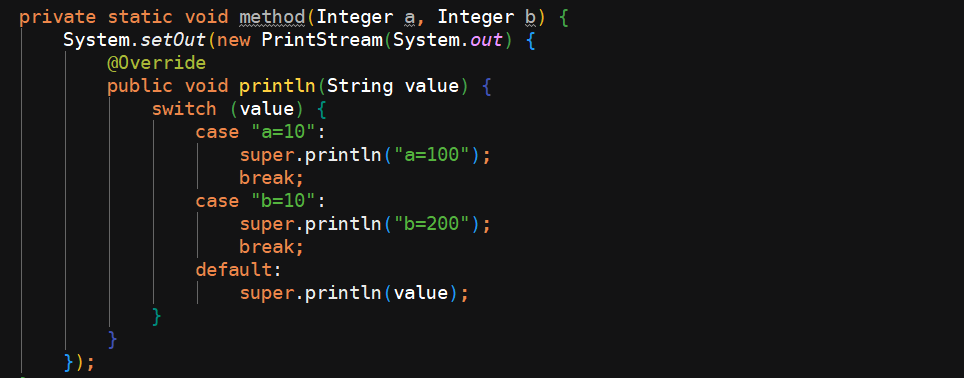 private static void method(Integer a, Integer b) {
    System.setOut(new PrintStream(System.out) {
        @Override
        public void println(String value) {
            switch (value) {
                case "a=10":
                    super.println("a=100");
                    break;
                case "b=10":
                    super.println("b=200");
                    break;
                default:
                    super.println(value);
            }
        }
    });